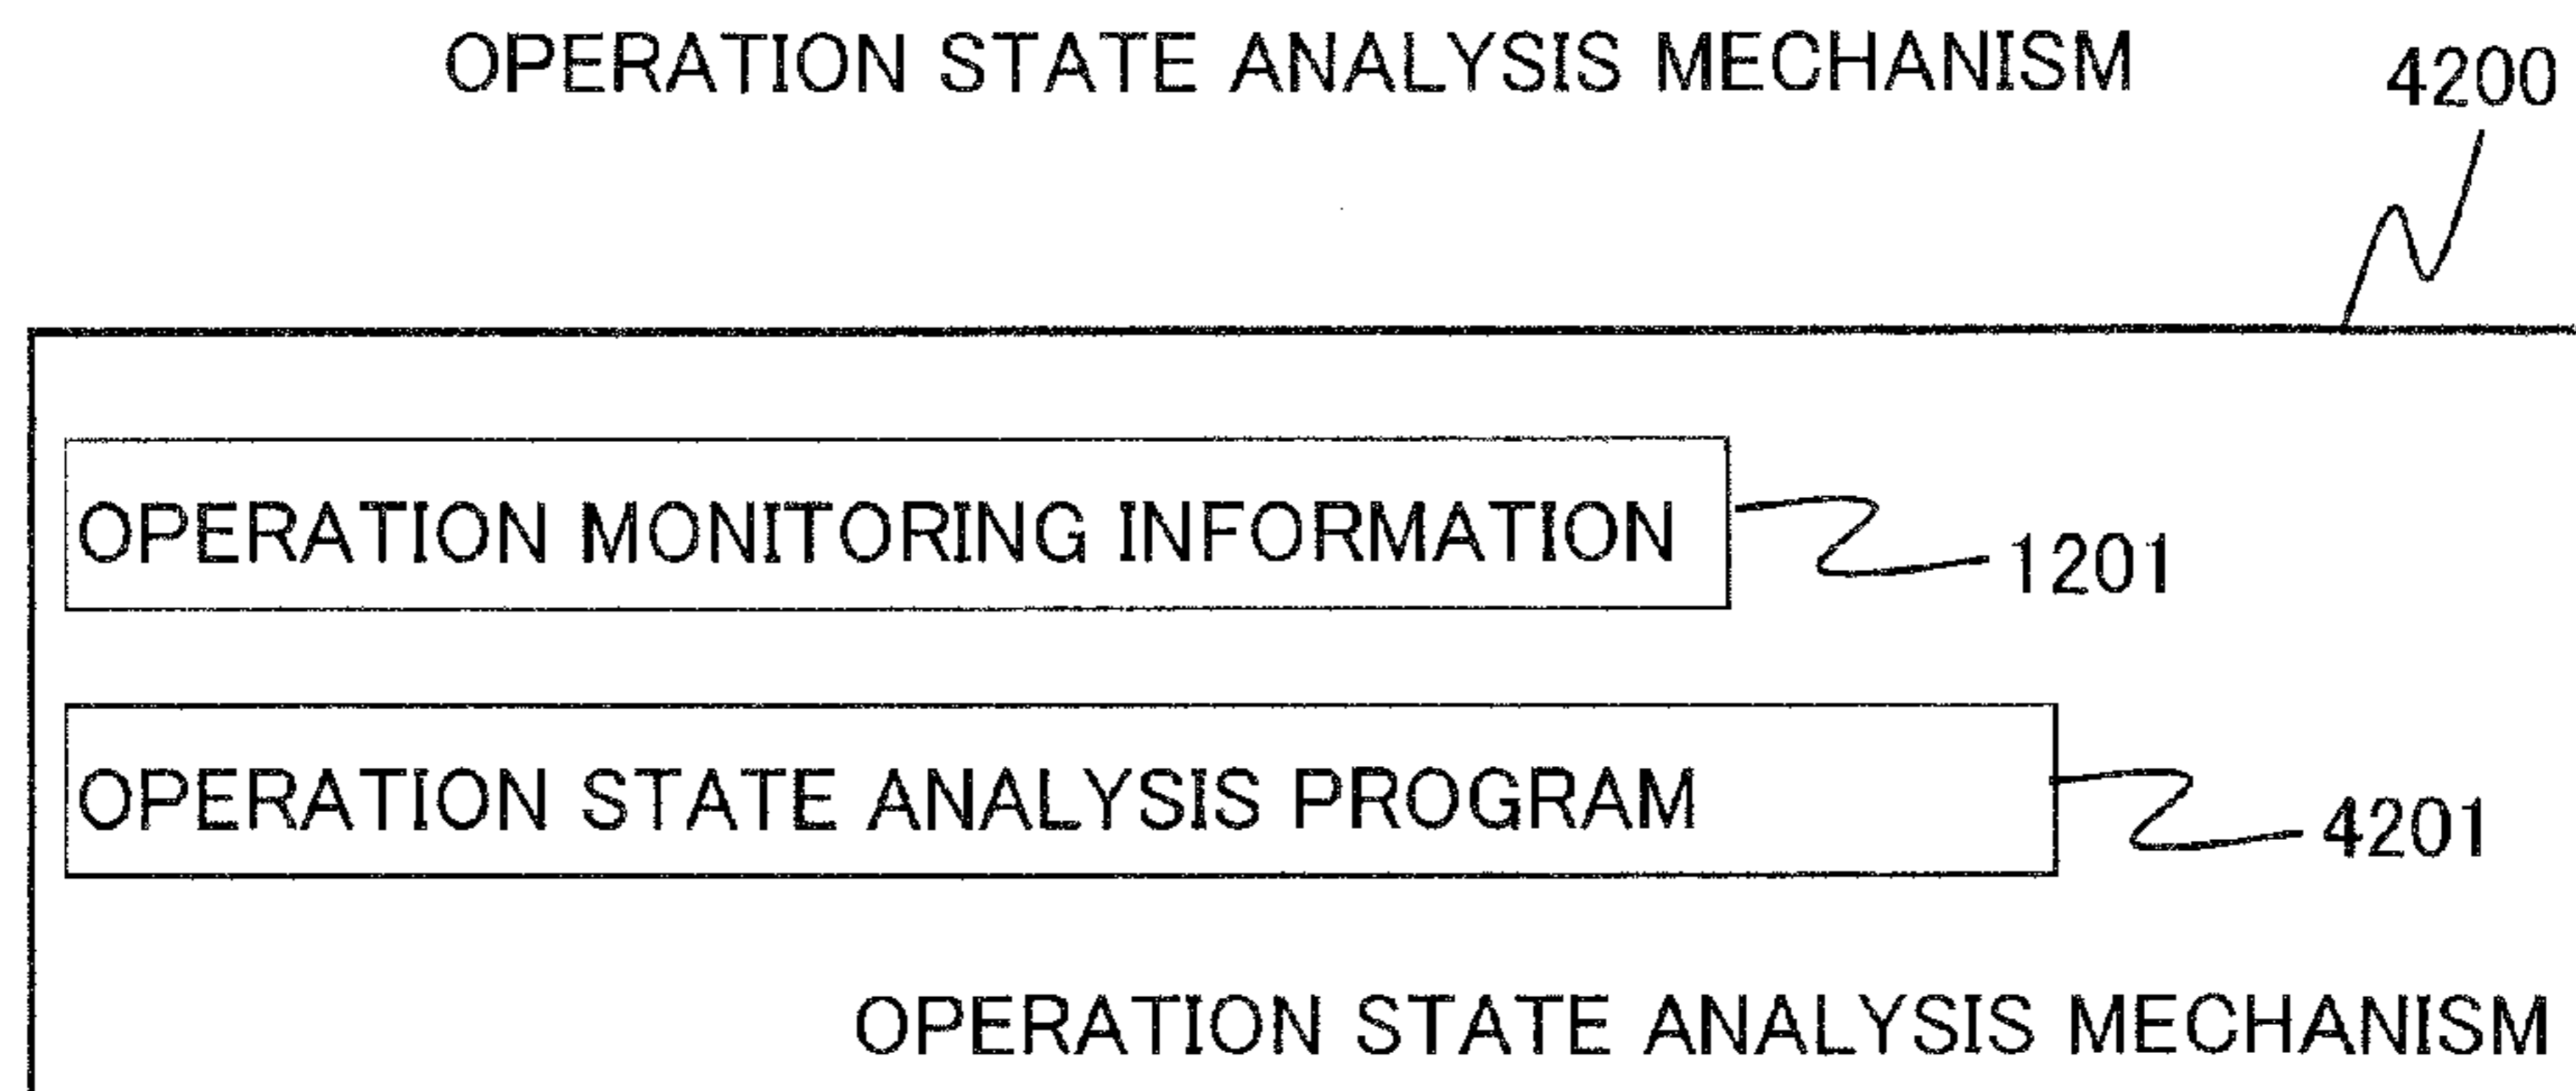 OPERATION STATE ANALYSIS MECHANISM
4200
OPERATION MONITORING INFORMATION
1201
OPERATION STATE ANALYSIS PROGRAM
4201
OPERATION STATE ANALYSIS MECHANISM